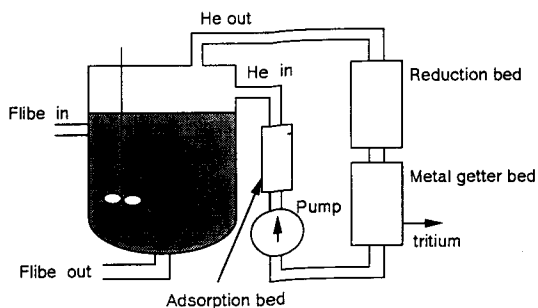 He out
He in
Reduction bed
Flibe in
Metal getter bed
Pump
tritium
Flibe out
Adsorption bed